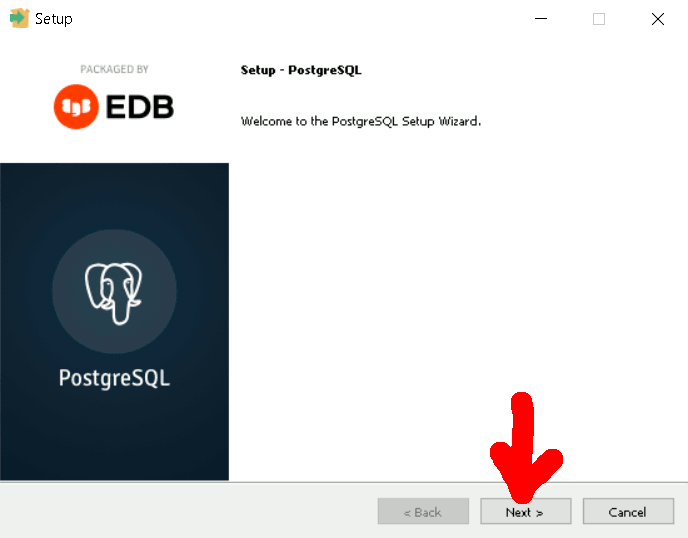 Setup
PACKAGED BY
EDB
Setup - PostgreSQL
Welcome to the PostgreSQL Setup Wizard.
PostgreSQL
< Back
Next >
Cancel